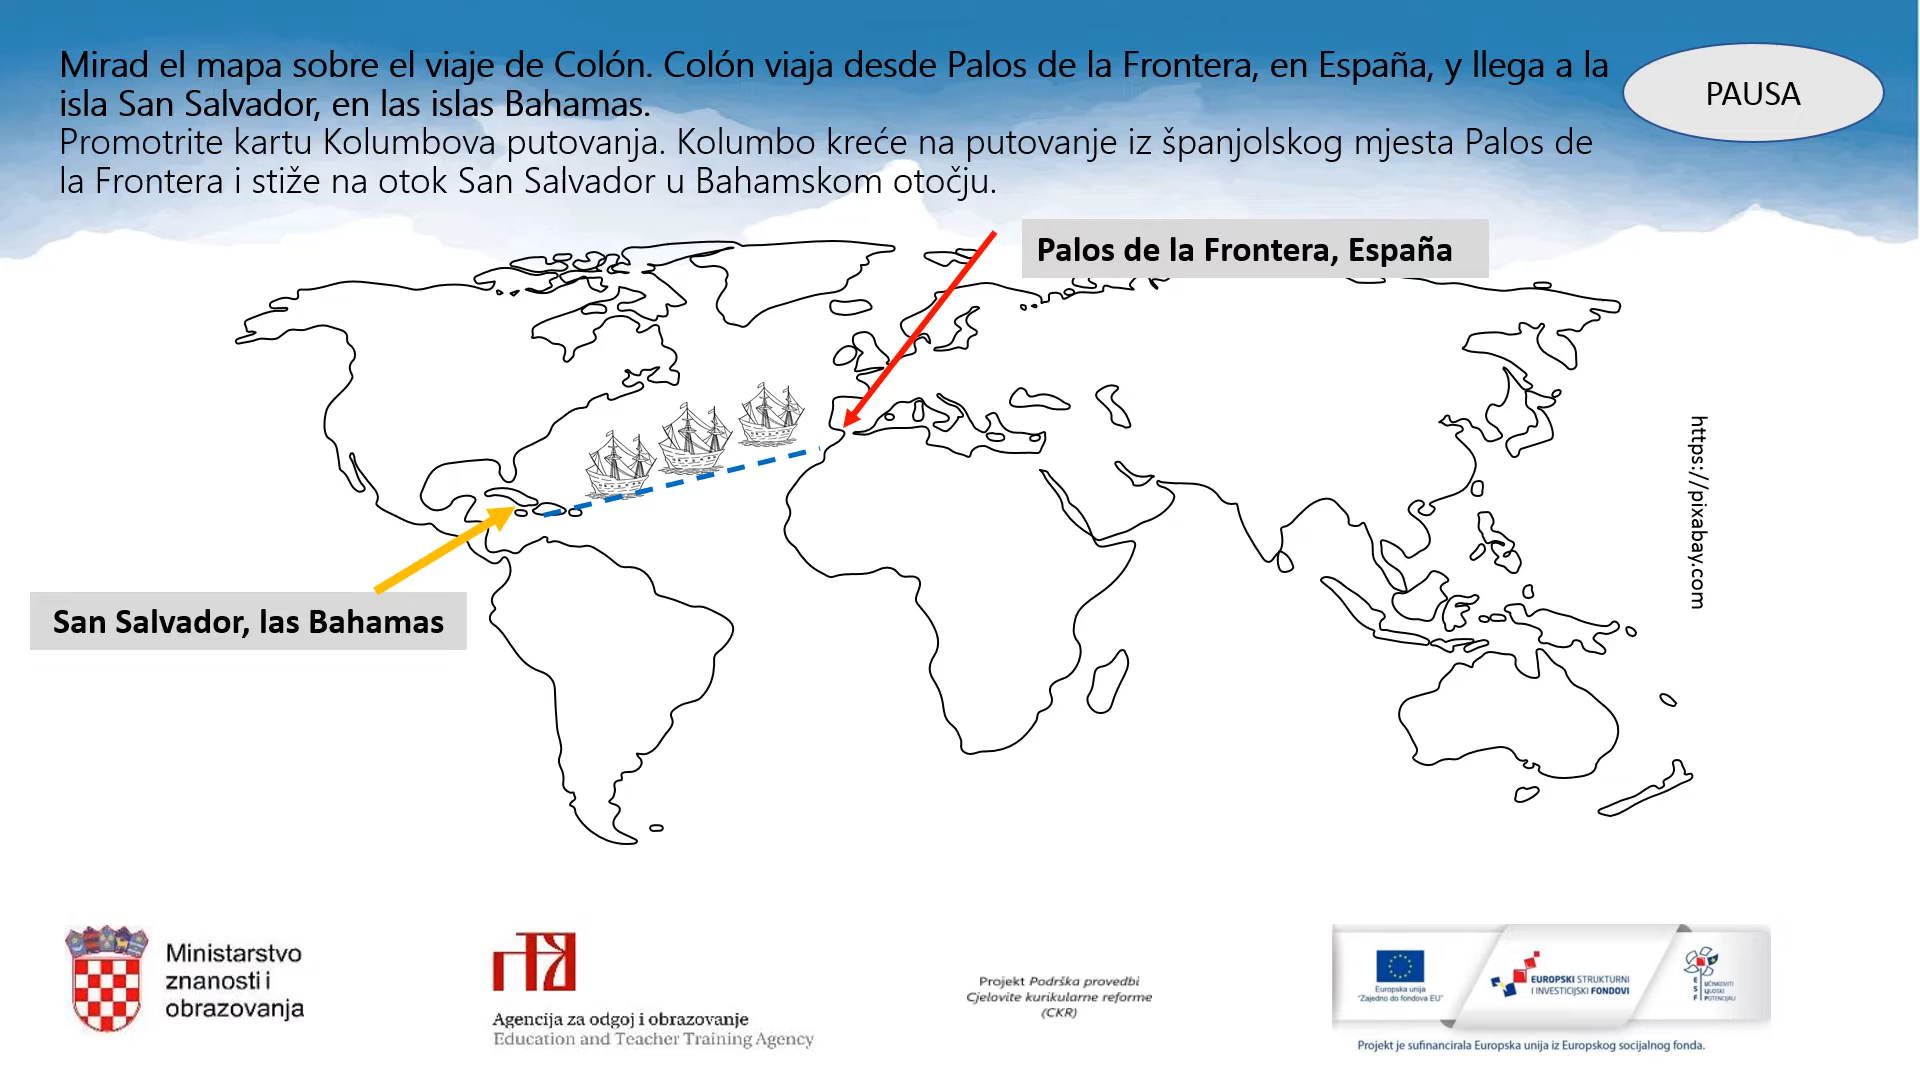 Mirad el mapa sobre el viaje de Colón. Colón viaja desde Palos de la Frontera, en España, y llega a la
isla San Salvador, en las islas Bahamas.
Promotrite kartu Kolumbova putovanja. Kolumbo kreće na putovanje iz španjolskog mjesta Palos de
la Frontera i stiže na otok San Salvador u Bahamskom otočju.
PAUSA
Palos de la Frontera, España
https://pixabay.com
San Salvador, las Bahamas
Ministarstvo
znanosti i
obrazovanja
Agencija za odgoj i obrazovanje
Education and Teacher Training Agency
Projekt Podrška provedbi
Cjelovite kurikularne reforme
(CKR)
Europska unija
"Zajedno do fondova EU"
EUROPSKI STRUKTURNI
I INVESTICIJSKI FONDOVI
ESF
UČINKOVITI
LJUDSKI
POTENCIJALI
Projekt je sufinancirala Europska unija iz Europskog socijalnog fonda.